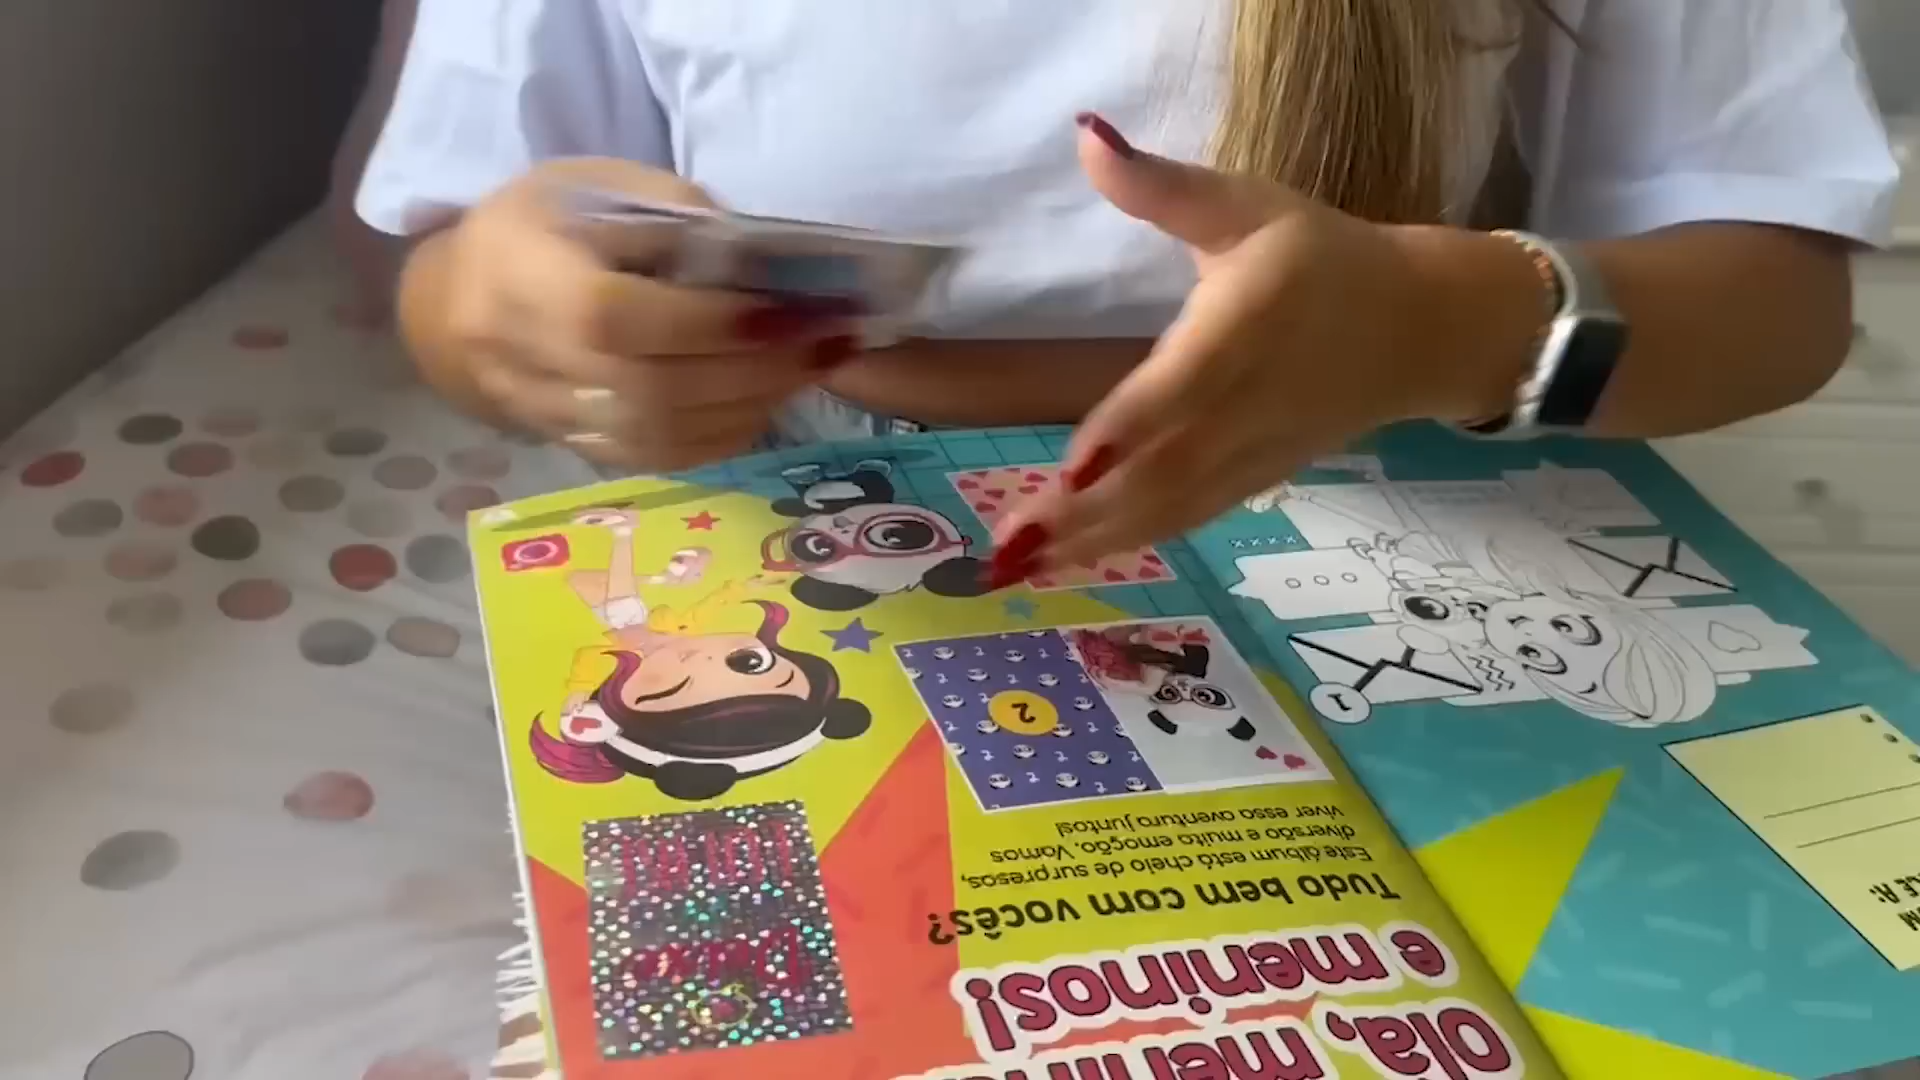 Olá, menin
e meninos!
Tudo bem com vocês?
Este álbum está cheio de surpresas,
diversão e muita emoção. Vamos
viver essa aventura juntos!
2
1